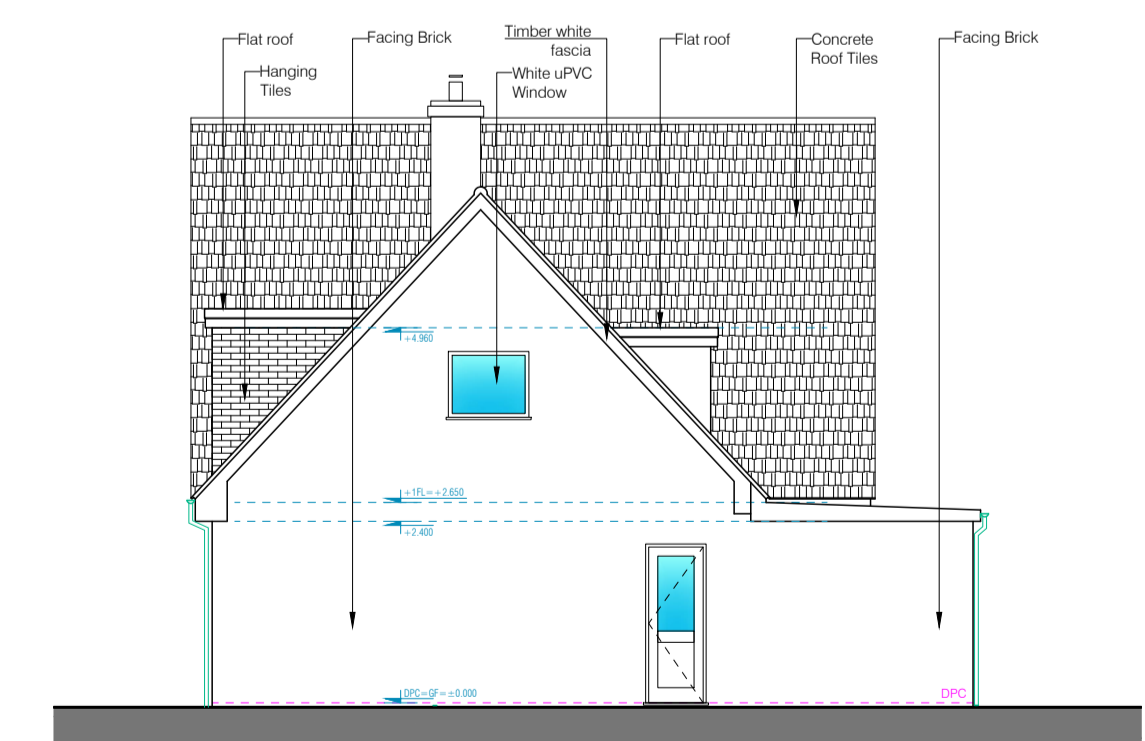 Flat roof
Hanging
Tiles
Facing Brick
Timber white
fascia
White uPVC
Window
Flat roof
Concrete
Roof Tiles
Facing Brick
+4.960
+1FL=+2.650
+2.400
DPC=GF=±0.000
DPC